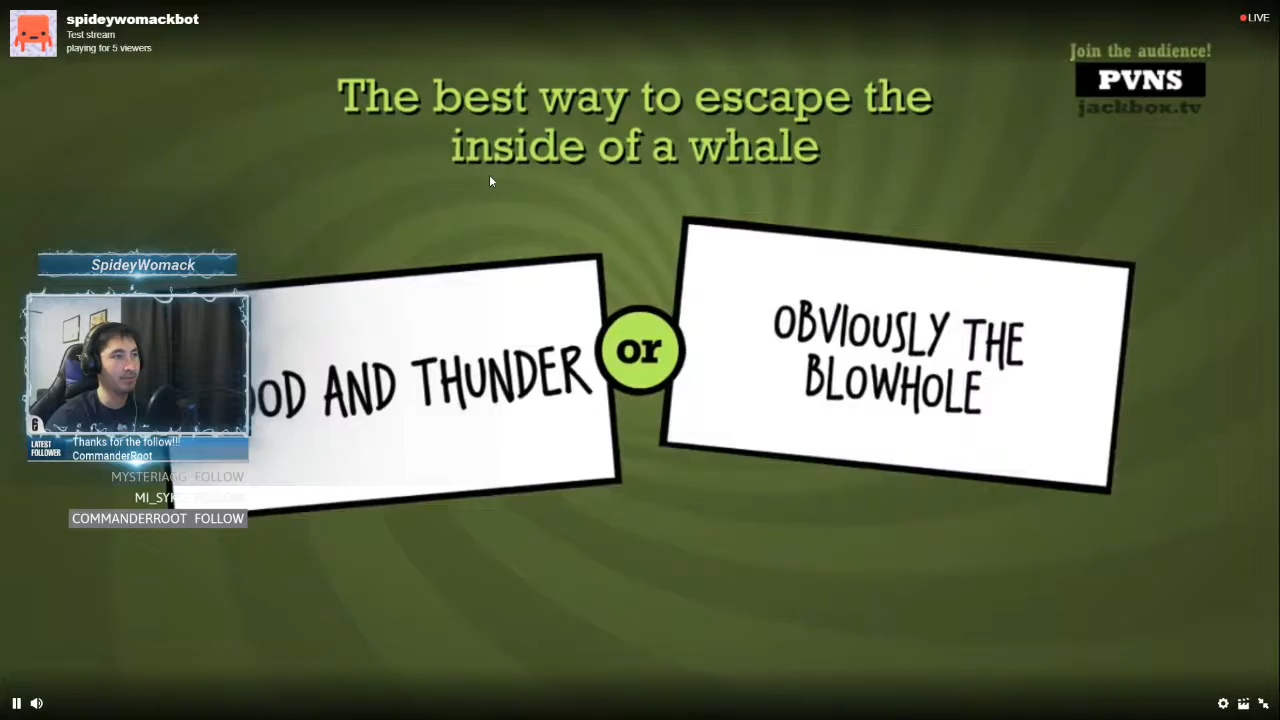 spideywomackbot
Test stream
playing for 5 viewers
LIVE
Join the audience!
PVNS
jackbox.tv
The best way to escape the
inside of a whale
SpideyWomack
AND THUNDER
or
OBVIOUSLY THE
BLOWHOLE
LATEST
FOLLOWER
Thanks for the follow!!!
CommanderRoot
MYSTERIAGG FOLLOW
FOLLOW
COMMANDERROOT FOLLOW